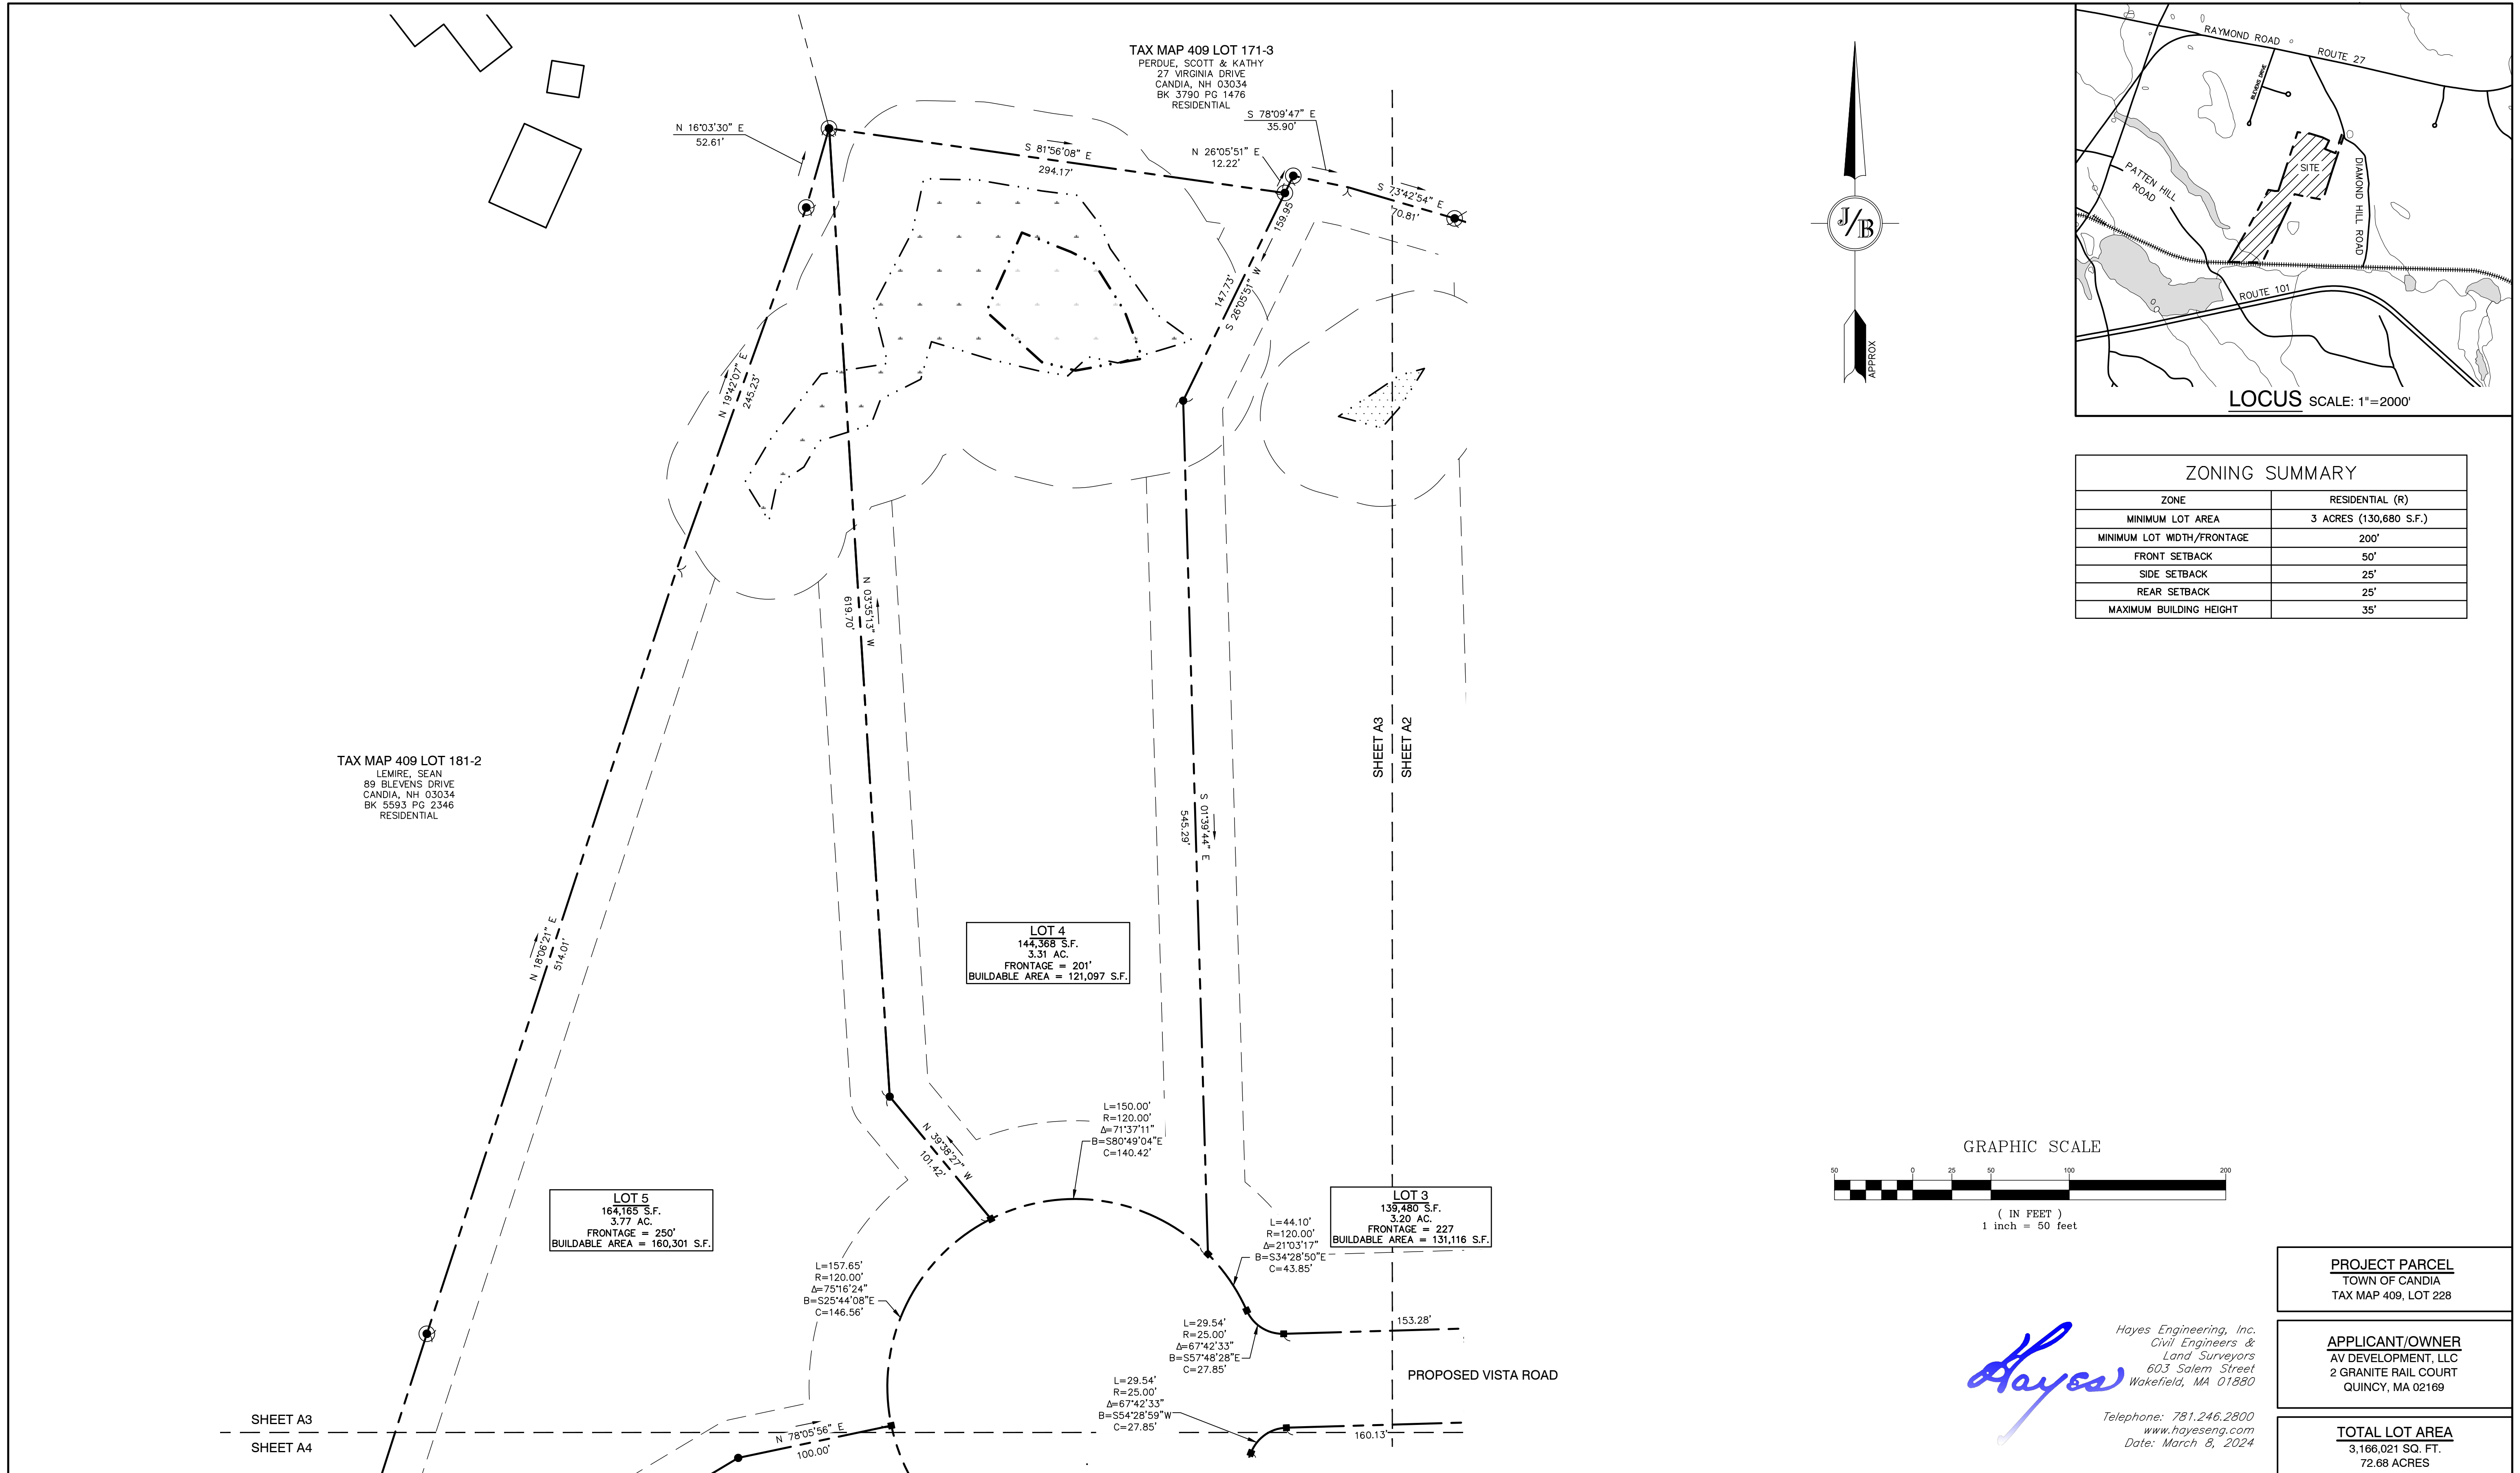 TAX MAP 409 LOT 171-3
PERDUE, SCOTT & KATHY
27 VIRGINIA DRIVE
CANDIA, NH 03034
BK 3790 PG 1476
RESIDENTIAL
N 16°03'30" E
52.61'
S 81°56'08" E
294.17'
N 26°05'51" E
12.22'
S 78°09'47" E
35.90'
S 73°42'54" E
70.81'
159.95'
147.73'
S 26°05'51" W
N 19°42'07" E
245.23'
N 03°35'13" W
619.70'
S 01°39'44" E
545.29'
SHEET A3
SHEET A2
TAX MAP 409 LOT 181-2
LEMIRE, SEAN
89 BLEVENS DRIVE
CANDIA, NH 03034
BK 5593 PG 2346
RESIDENTIAL
N 18°06'21" E
514.01'
LOT 4
144,368 S.F.
3.31 AC.
FRONTAGE = 201'
BUILDABLE AREA = 121,097 S.F.
L=150.00'
R=120.00'
Δ=71°37'11"
B=S80°49'04"E
C=140.42'
N 39°38'27" W
101.42'
LOT 5
164,165 S.F.
3.77 AC.
FRONTAGE = 250'
BUILDABLE AREA = 160,301 S.F.
LOT 3
139,480 S.F.
3.20 AC.
FRONTAGE = 227
BUILDABLE AREA = 131,116 S.F.
L=44.10'
R=120.00'
Δ=21°03'17"
B=S34°28'50"E
C=43.85'
L=157.65'
R=120.00'
Δ=75°16'24"
B=S25°44'08"E
C=146.56'
L=29.54'
R=25.00'
Δ=67°42'33"
B=S57°48'28"E
C=27.85'
153.28'
PROPOSED VISTA ROAD
L=29.54'
R=25.00'
Δ=67°42'33"
B=S54°28'59"W
C=27.85'
160.13'
SHEET A3
SHEET A4
N 78°05'56" E
100.00'
J/B
APPROX
RAYMOND ROAD
ROUTE 27
BLEVENS DRIVE
SITE
PATTEN HILL
ROAD
DIAMOND HILL ROAD
ROUTE 101
LOCUS SCALE: 1"=2000'
ZONING SUMMARY
ZONE RESIDENTIAL (R)
MINIMUM LOT AREA 3 ACRES (130,680 S.F.)
MINIMUM LOT WIDTH/FRONTAGE 200'
FRONT SETBACK 50'
SIDE SETBACK 25'
REAR SETBACK 25'
MAXIMUM BUILDING HEIGHT 35'
GRAPHIC SCALE
50 0 25 50 100 200
( IN FEET )
1 inch = 50 feet
Hayes
Hayes Engineering, Inc.
Civil Engineers &
Land Surveyors
603 Salem Street
Wakefield, MA 01880
Telephone: 781.246.2800
www.hayeseng.com
Date: March 8, 2024
PROJECT PARCEL
TOWN OF CANDIA
TAX MAP 409, LOT 228
APPLICANT/OWNER
AV DEVELOPMENT, LLC
2 GRANITE RAIL COURT
QUINCY, MA 02169
TOTAL LOT AREA
3,166,021 SQ. FT.
72.68 ACRES